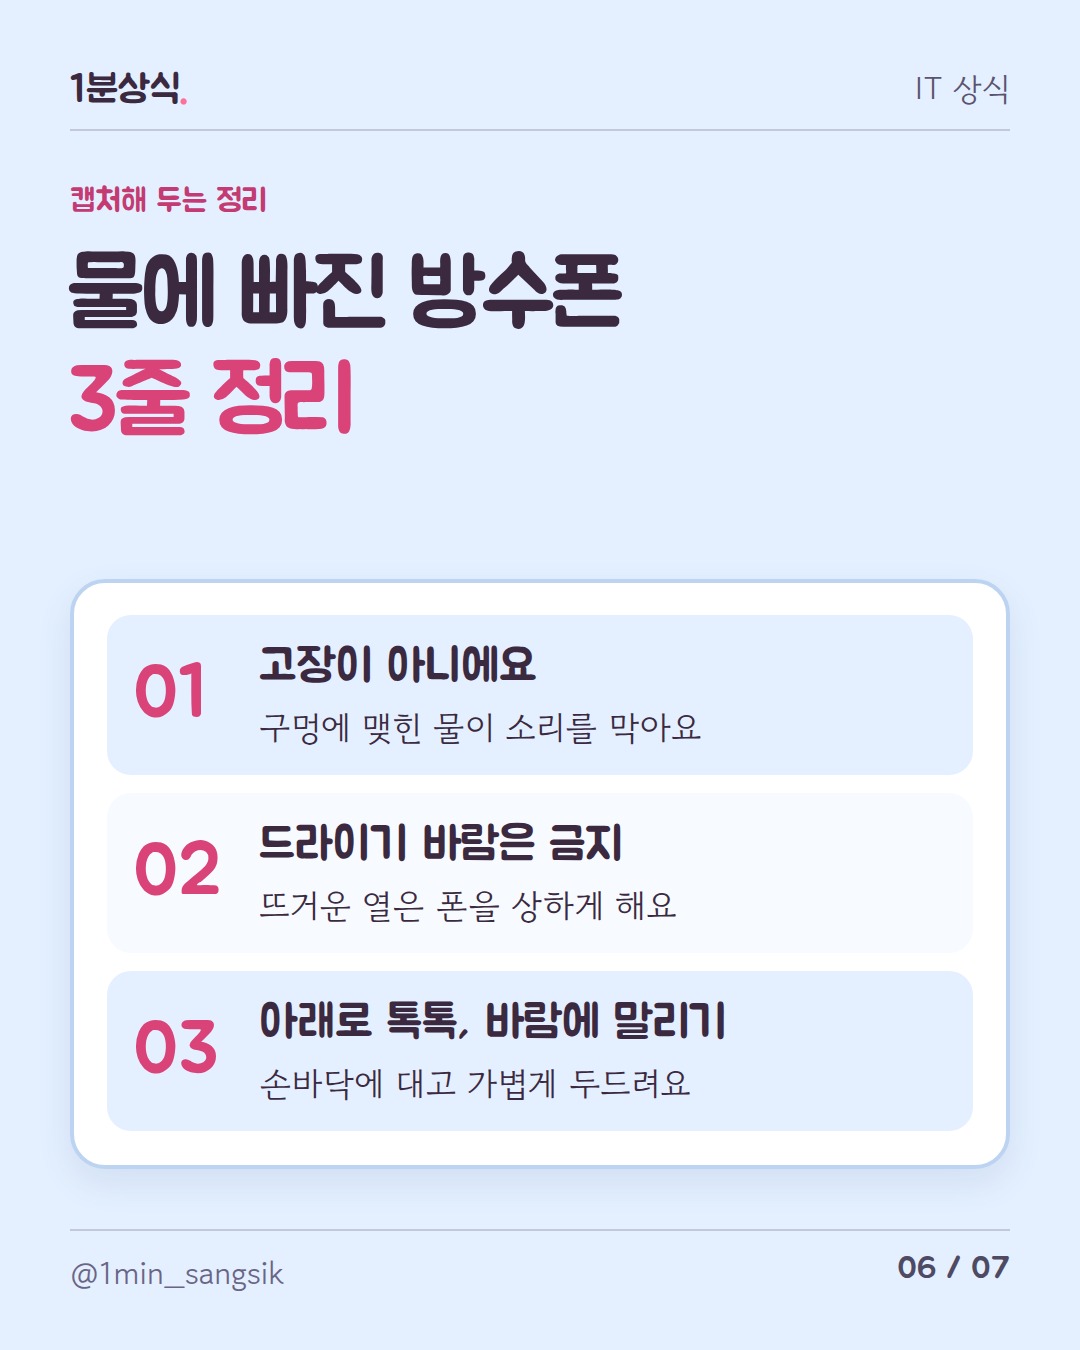 1분상식.
IT 상식
캡처해 두는 정리
물에 빠진 방수폰
3줄 정리
01
고장이 아니에요
구멍에 맺힌 물이 소리를 막아요
02
드라이기 바람은 금지
뜨거운 열은 폰을 상하게 해요
03
아래로 톡톡, 바람에 말리기
손바닥에 대고 가볍게 두드려요
@1min_sangsik
06 / 07